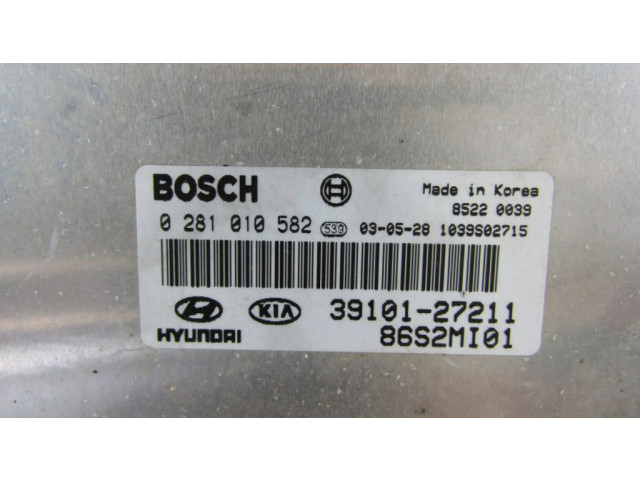 BOSCH Made in Korea
8522 0039
0 281 010 582 539 03-05-28 1039S02715
HYUNDAI KIA 39101-27211
86S2MI01